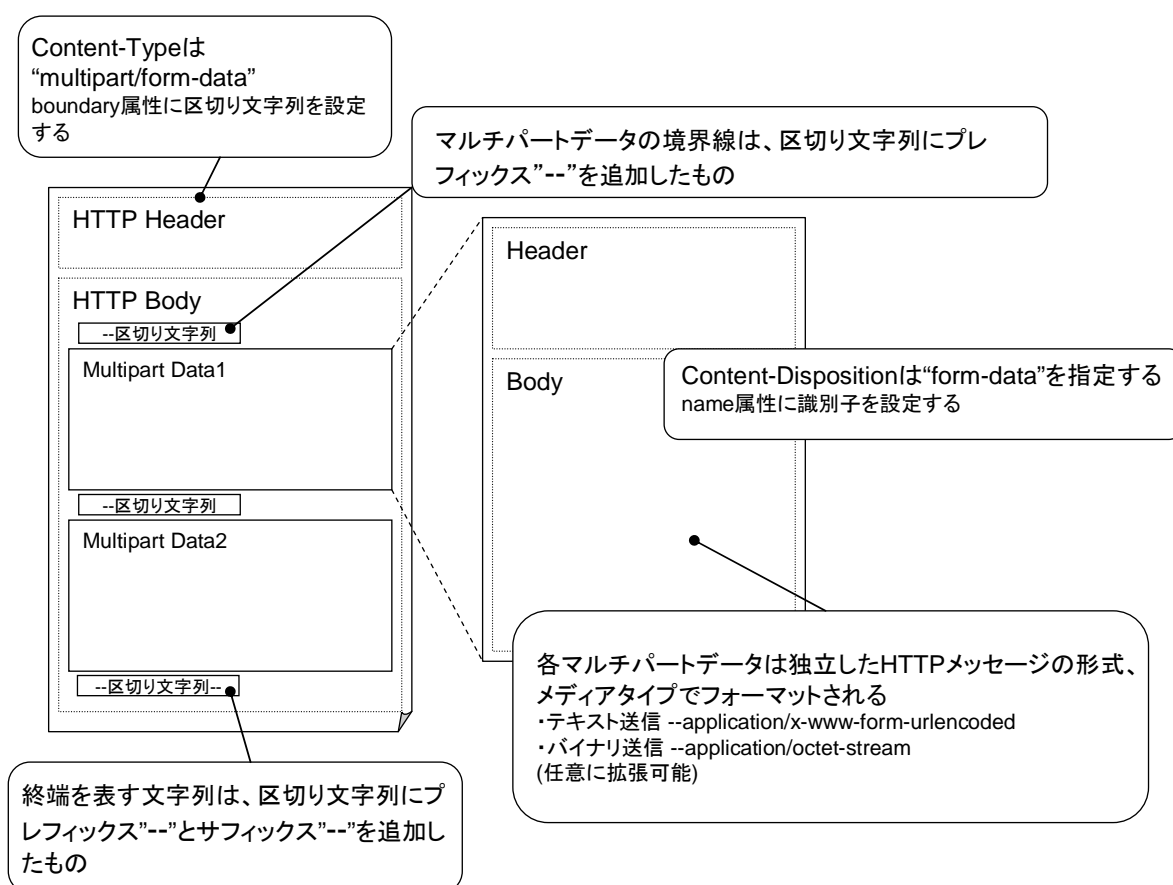 Content-Typeは
“multipart/form-data”
boundary属性に区切り文字列を設定
する
マルチパートデータの境界線は、区切り文字列にプレ
フィックス”--”を追加したもの
HTTP Header
HTTP Body
--区切り文字列
Multipart Data1
--区切り文字列
Multipart Data2
--区切り文字列--
Header
Body
Content-Dispositionは“form-data”を指定する
name属性に識別子を設定する
各マルチパートデータは独立したHTTPメッセージの形式、
メディアタイプでフォーマットされる
・テキスト送信 --application/x-www-form-urlencoded
・バイナリ送信 --application/octet-stream
(任意に拡張可能)
終端を表す文字列は、区切り文字列にプ
レフィックス”--”とサフィックス”--”を追加し
たもの